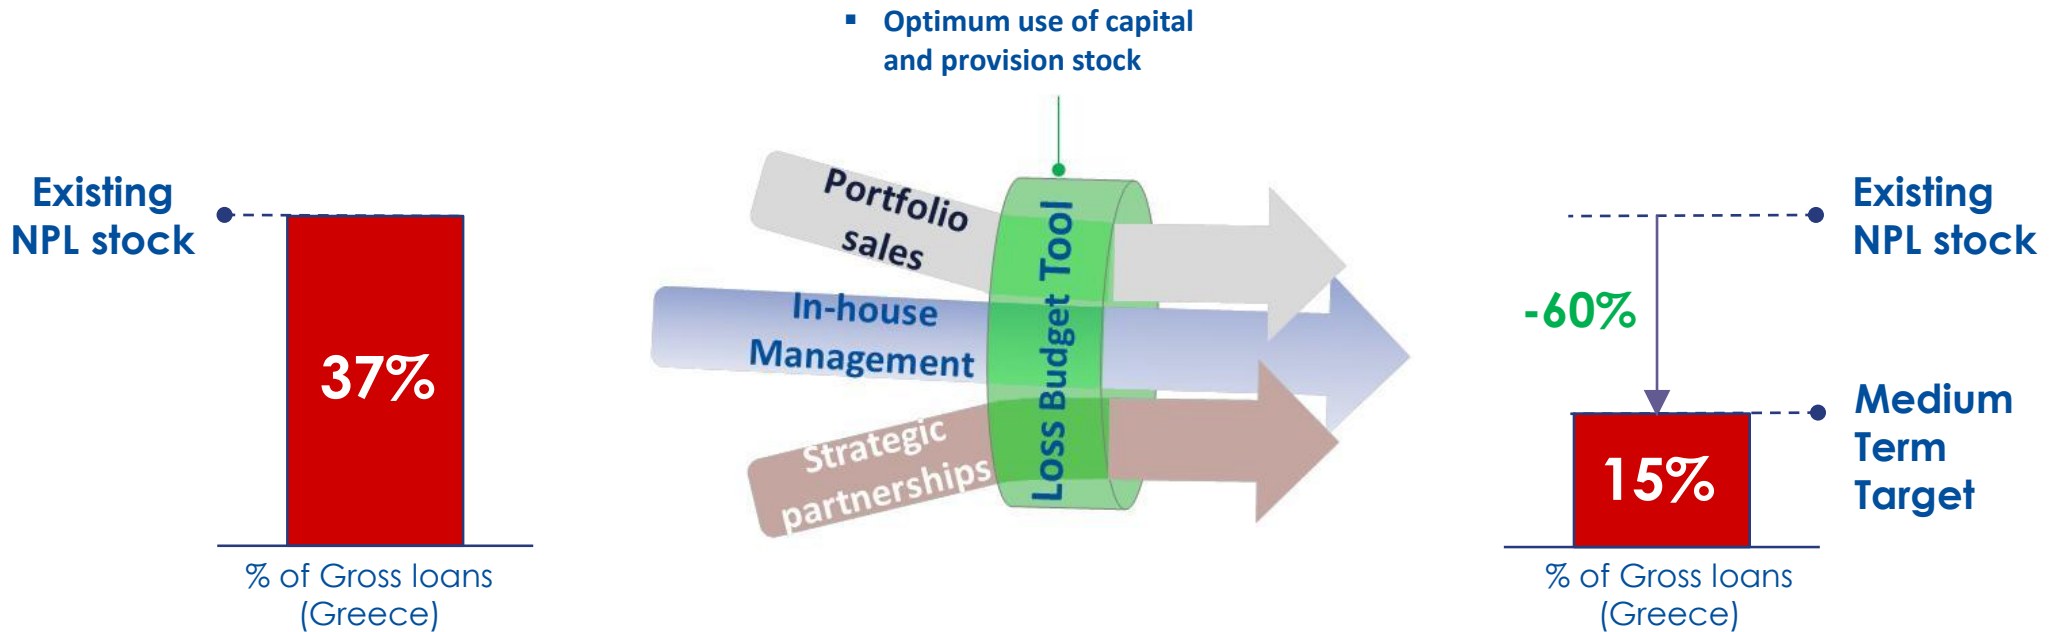 ▪ Optimum use of capital
and provision stock
Existing
NPL stock
37%
% of Gross loans
(Greece)
Portfolio
sales
In-house
Management
Strategic
partnerships
Loss Budget Tool
Existing
NPL stock
-60%
Medium
Term
Target
15%
% of Gross loans
(Greece)